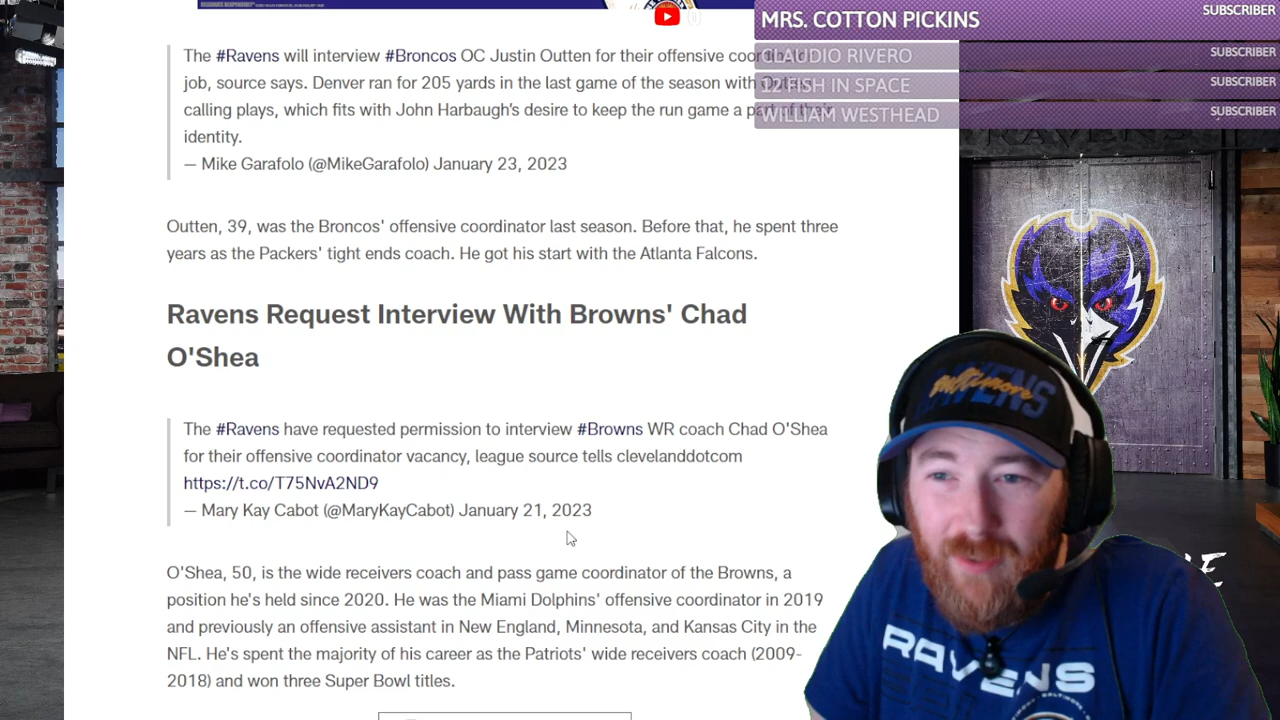 MRS. COTTON PICKINS SUBSCRIBER
CLAUDIO RIVERO SUBSCRIBER
12 FISH IN SPACE SUBSCRIBER
WILLIAM WESTHEAD SUBSCRIBER
The #Ravens will interview #Broncos OC Justin Outten for their offensive coordinator
job, source says. Denver ran for 205 yards in the last game of the season with Outten
calling plays, which fits with John Harbaugh's desire to keep the run game a part of their
identity.
— Mike Garafolo (@MikeGarafolo) January 23, 2023
Outten, 39, was the Broncos' offensive coordinator last season. Before that, he spent three
years as the Packers' tight ends coach. He got his start with the Atlanta Falcons.
Ravens Request Interview With Browns' Chad
O'Shea
The #Ravens have requested permission to interview #Browns WR coach Chad O'Shea
for their offensive coordinator vacancy, league source tells clevelanddotcom
https://t.co/T75NvA2ND9
— Mary Kay Cabot (@MaryKayCabot) January 21, 2023
O'Shea, 50, is the wide receivers coach and pass game coordinator of the Browns, a
position he's held since 2020. He was the Miami Dolphins' offensive coordinator in 2019
and previously an offensive assistant in New England, Minnesota, and Kansas City in the
NFL. He's spent the majority of his career as the Patriots' wide receivers coach (2009-
2018) and won three Super Bowl titles.
RAVENS
Baltimore
RAVENS
RAVENS